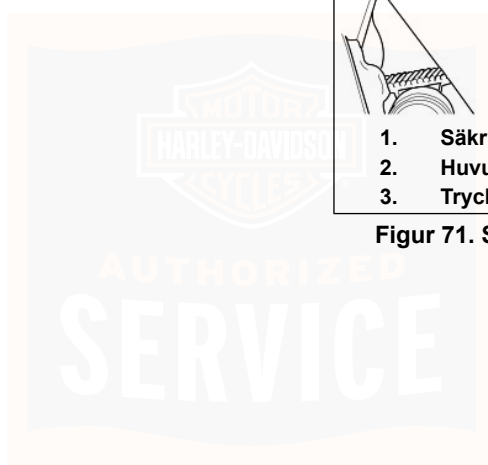 1. Säkr
2. Huvu
3. Tryck
Figur 71. S
MOTOR
HARLEY-DAVIDSON
CYCLES
AUTHORIZED
SERVICE